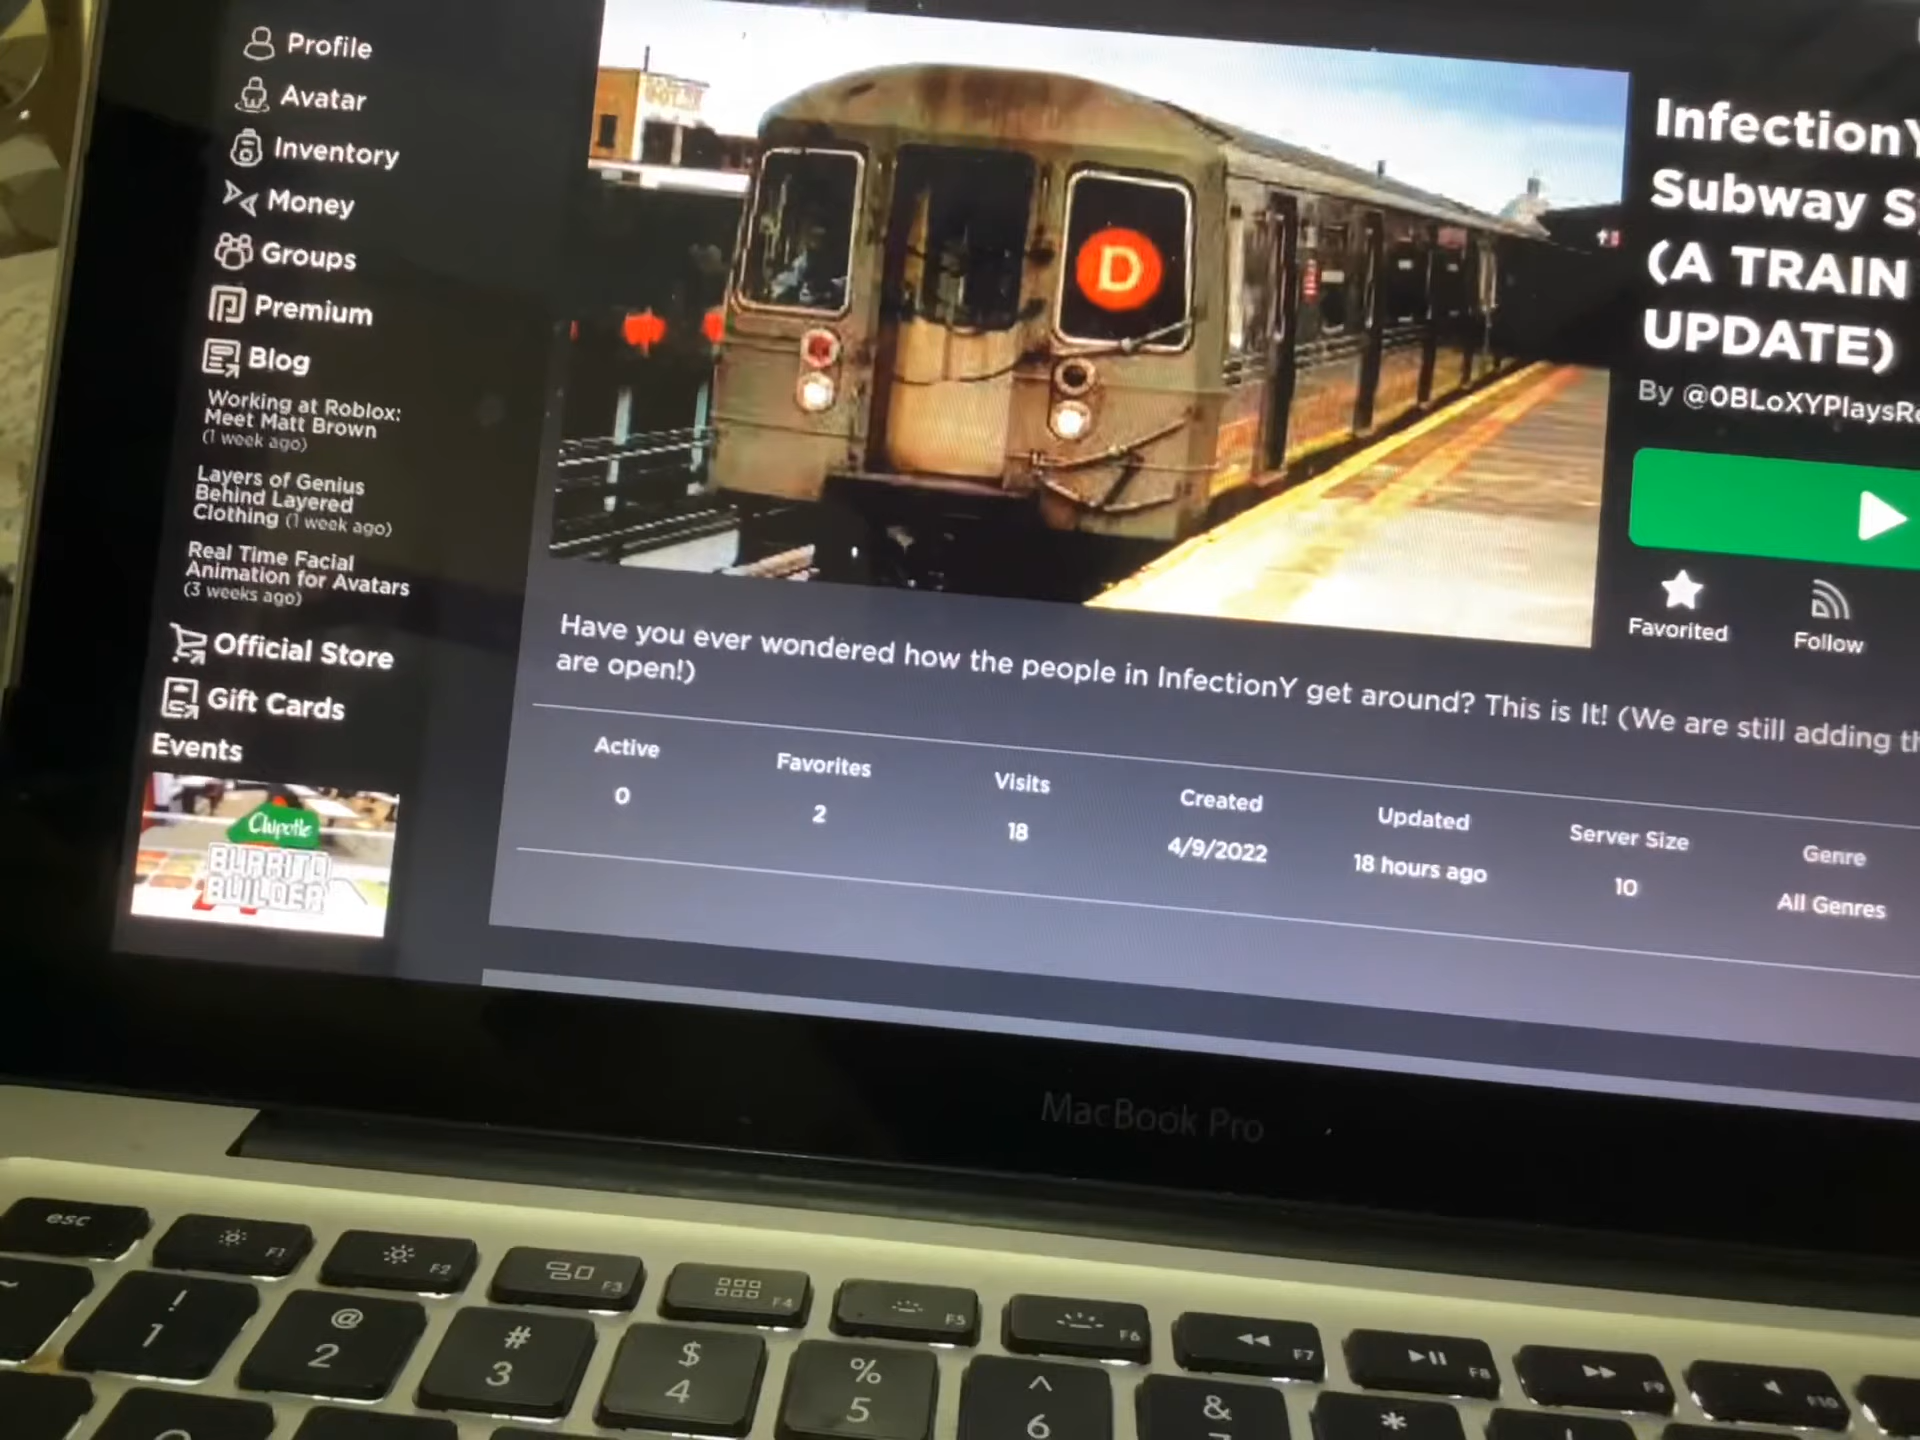 Profile
Avatar
Inventory
Money
Groups
Premium
Blog
Working at Roblox:
Meet Matt Brown
(1 week ago)
Layers of Genius
Behind Layered
Clothing (1 week ago)
Real Time Facial
Animation for Avatars
(3 weeks ago)
Official Store
Gift Cards
Events
Chipotle
BURRITO
BUILDER
D
InfectionY
Subway S
(A TRAIN
UPDATE)
By @0BLoXYPlaysR
Favorited
Follow
Have you ever wondered how the people in InfectionY get around? This is It! (We are still adding th
are open!)
Active
Favorites
Visits
Created
Updated
Server Size
Genre
0
2
18
4/9/2022
18 hours ago
10
All Genres
MacBook Pro
esc
F1
F2
F3
F4
F5
F6
F7
F8
F9
F10
~
! 1
@ 2
# 3
$ 4
% 5
^ 6
&
*